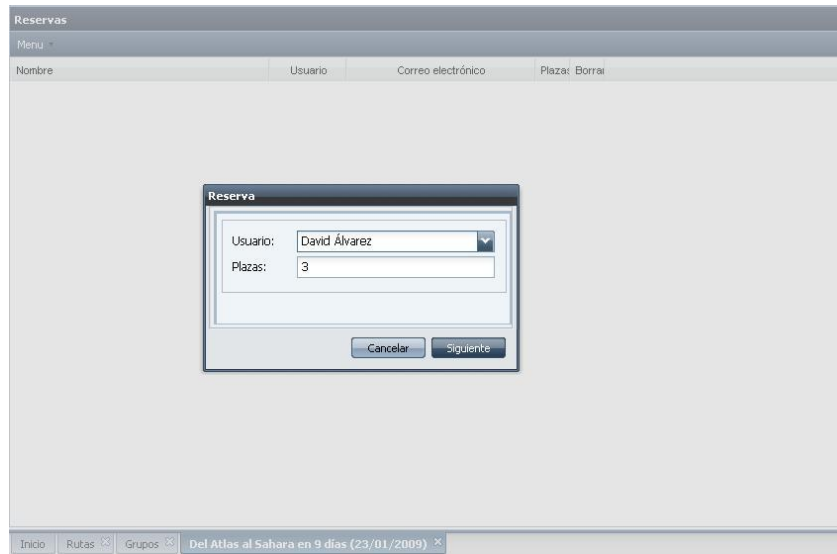 Reservas
Menu
Nombre Usuario Correo electrónico Plazas Borrar
Reserva
Usuario: David Álvarez
Plazas: 3
Cancelar Siguiente
Inicio Rutas Grupos Del Atlas al Sahara en 9 días (23/01/2009)